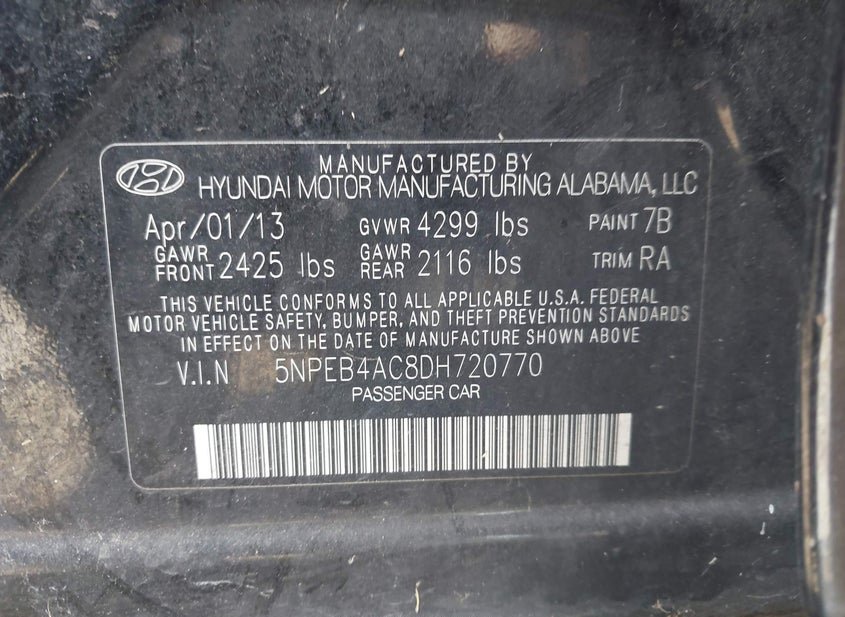 MANUFACTURED BY
HYUNDAI MOTOR MANUFACTURING ALABAMA, LLC
Apr/01/13 GVWR 4299 lbs PAINT 7B
GAWR FRONT 2425 lbs GAWR REAR 2116 lbs TRIM RA
THIS VEHICLE CONFORMS TO ALL APPLICABLE U.S.A. FEDERAL
MOTOR VEHICLE SAFETY, BUMPER, AND THEFT PREVENTION STANDARDS
IN EFFECT ON THE DATE OF MANUFACTURE SHOWN ABOVE
V.I.N 5NPEB4AC8DH720770
PASSENGER CAR